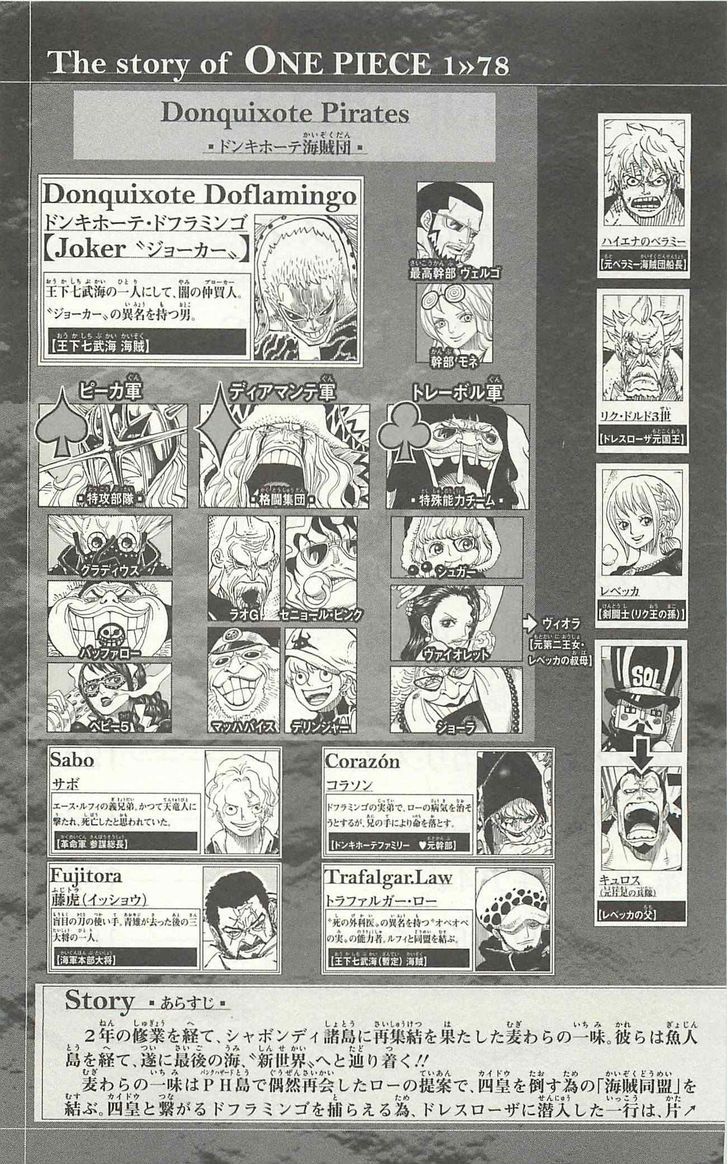 The story of ONE PIECE 1»78
Donquixote Pirates
・ドンキホーテ海賊団・
Donquixote Doflamingo
ドンキホーテ・ドフラミンゴ
【Joker〝ジョーカー〟】
王下七武海の一人にして、闇の仲買人。
〝ジョーカー〟の異名を持つ男。
【王下七武海 海賊】
最高幹部 ヴェルゴ
幹部 モネ
ピーカ軍
・特攻部隊・
グラディウス
バッファロー
ベビー5
ディアマンテ軍
・格闘集団・
ラオG
セニョール・ピンク
マッハバイス
デリンジャー
トレーボル軍
・特殊能力チーム・
シュガー
ヴァイオレット
ジョーラ
ヴィオラ
【元第二王女・
レベッカの叔母】
ハイエナのベラミー
【元ベラミー海賊団船長】
リク・ドルド3世
【ドレスローザ元国王】
レベッカ
【剣闘士(リク王の孫)】
SOL
キュロス
(元片足の兵隊)
【レベッカの父】
Sabo
サボ
エース・ルフィの義兄弟。かつて天竜人に
撃たれ、死亡したと思われていた。
【革命軍 参謀総長】
Corazón
コラソン
ドフラミンゴの実弟で、ローの病気を治そ
うとするが、兄の手により命を落とす。
【ドンキホーテファミリー ♥元幹部】
Fujitora
藤虎(イッショウ)
盲目の刀の使い手。青雉が去った後の三
大将の一人。
【海軍本部大将】
Trafalgar.Law
トラファルガー・ロー
〝死の外科医〟の異名を持つ〝オペオペ
の実〟の能力者。ルフィと同盟を結ぶ。
【王下七武海(暫定) 海賊】
Story ・あらすじ・
2年の修業を経て、シャボンディ諸島に再集結を果たした麦わらの一味。彼らは魚人
島を経て、遂に最後の海、〝新世界〟へと辿り着く!!
麦わらの一味はPH島で偶然再会したローの提案で、四皇を倒す為の「海賊同盟」を
結ぶ。四皇と繋がるドフラミンゴを捕らえる為、ドレスローザに潜入した一行は、片↗